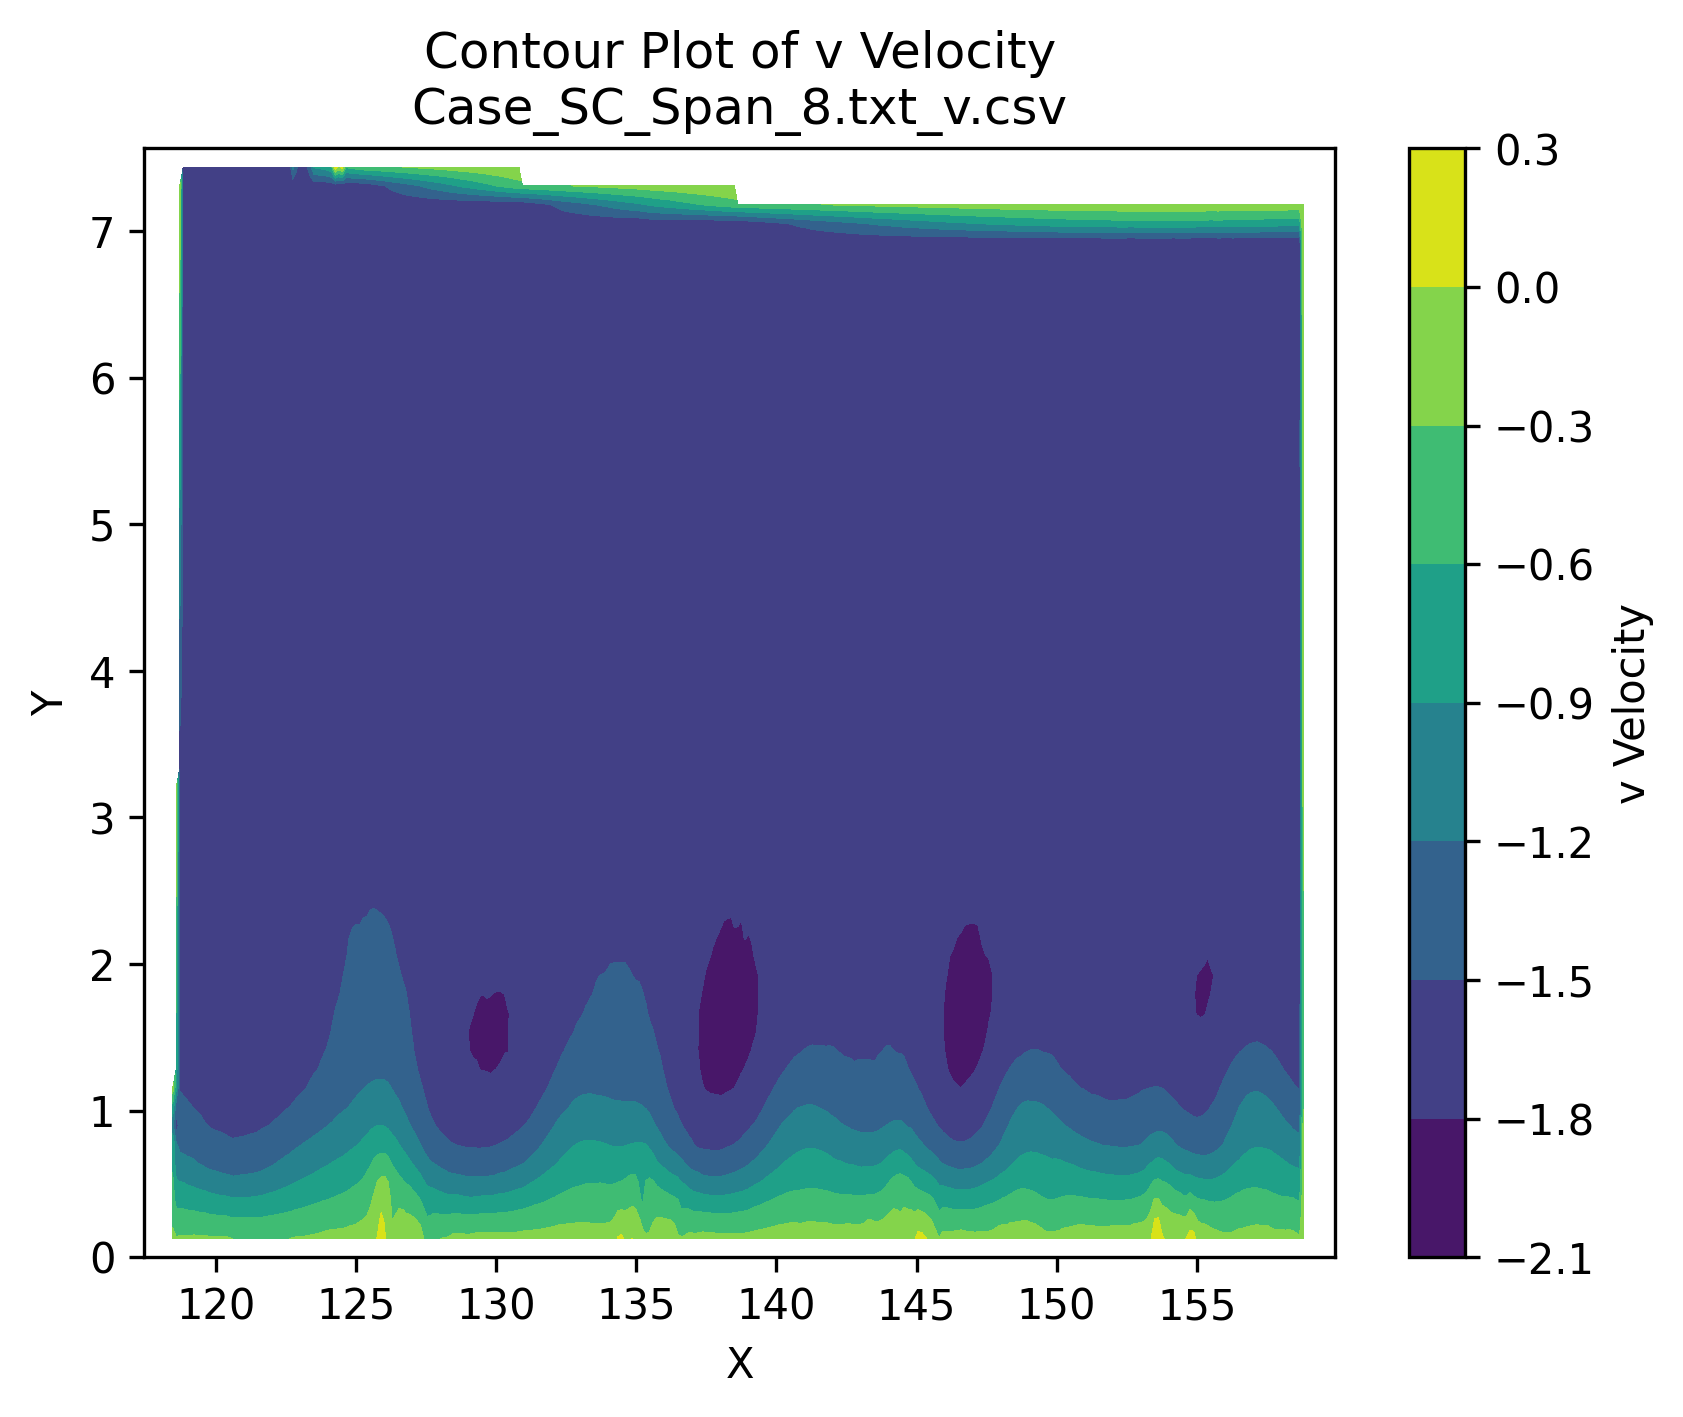 Contour Plot of v Velocity
Case_SC_Span_8.txt_v.csv
7
6
5
4
3
2
1
0
Y
120 125 130 135 140 145 150 155
X
0.3
0.0
−0.3
−0.6
−0.9
−1.2
−1.5
−1.8
−2.1
v Velocity